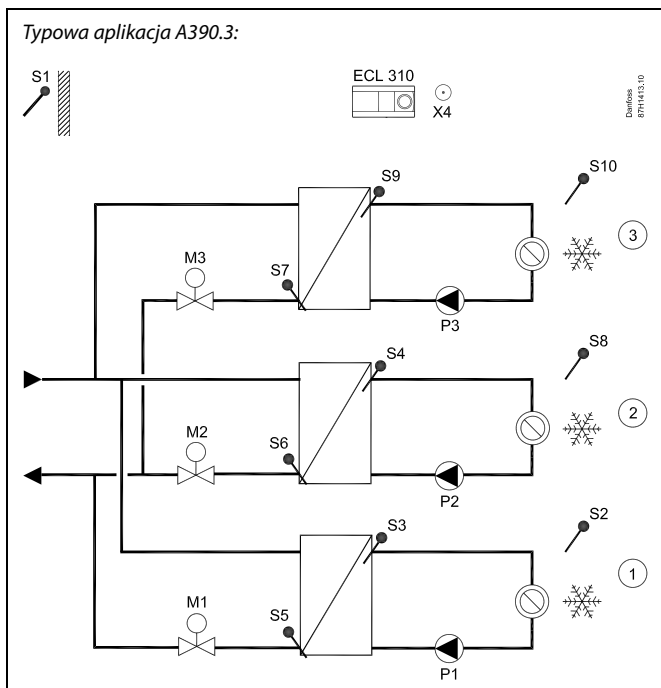 Typowa aplikacja A390.3:
S1
ECL 310
X4
Danfoss
87H1413.10
S9
S10
3
M3
S7
P3
S4
S8
2
M2
S6
P2
S3
S2
1
M1
S5
P1